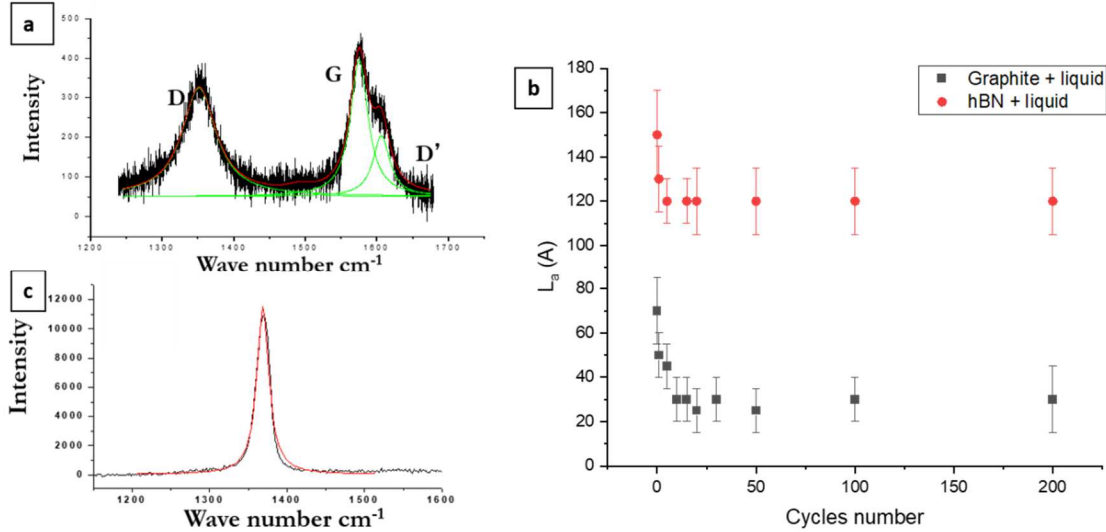 a
500
400
300
200
100
0
Intensity
D
G
D'
1200 1300 1400 1500 1600 1700
Wave number cm-1
c
12000
10000
8000
6000
4000
2000
0
Intensity
1200 1300 1400 1500 1600
Wave number cm-1
b
Graphite + liquid
hBN + liquid
180
160
140
120
100
80
60
40
20
0
La (A)
0 50 100 150 200
Cycles number